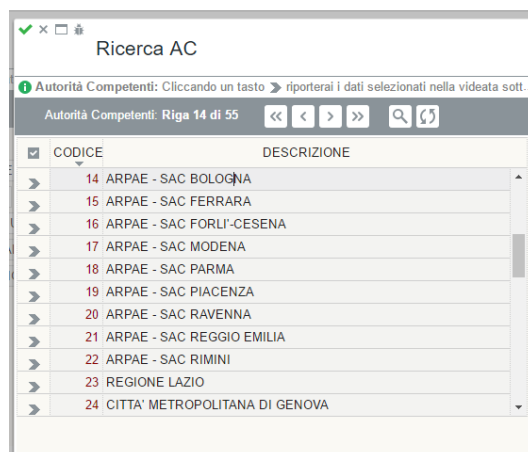 Ricerca AC
Autorità Competenti: Cliccando un tasto riporterai i dati selezionati nella videata sott
Autorità Competenti: Riga 14 di 55
CODICE DESCRIZIONE
14 ARPAE - SAC BOLOGNA
15 ARPAE - SAC FERRARA
16 ARPAE - SAC FORLI'-CESENA
17 ARPAE - SAC MODENA
18 ARPAE - SAC PARMA
19 ARPAE - SAC PIACENZA
20 ARPAE - SAC RAVENNA
21 ARPAE - SAC REGGIO EMILIA
22 ARPAE - SAC RIMINI
23 REGIONE LAZIO
24 CITTA' METROPOLITANA DI GENOVA